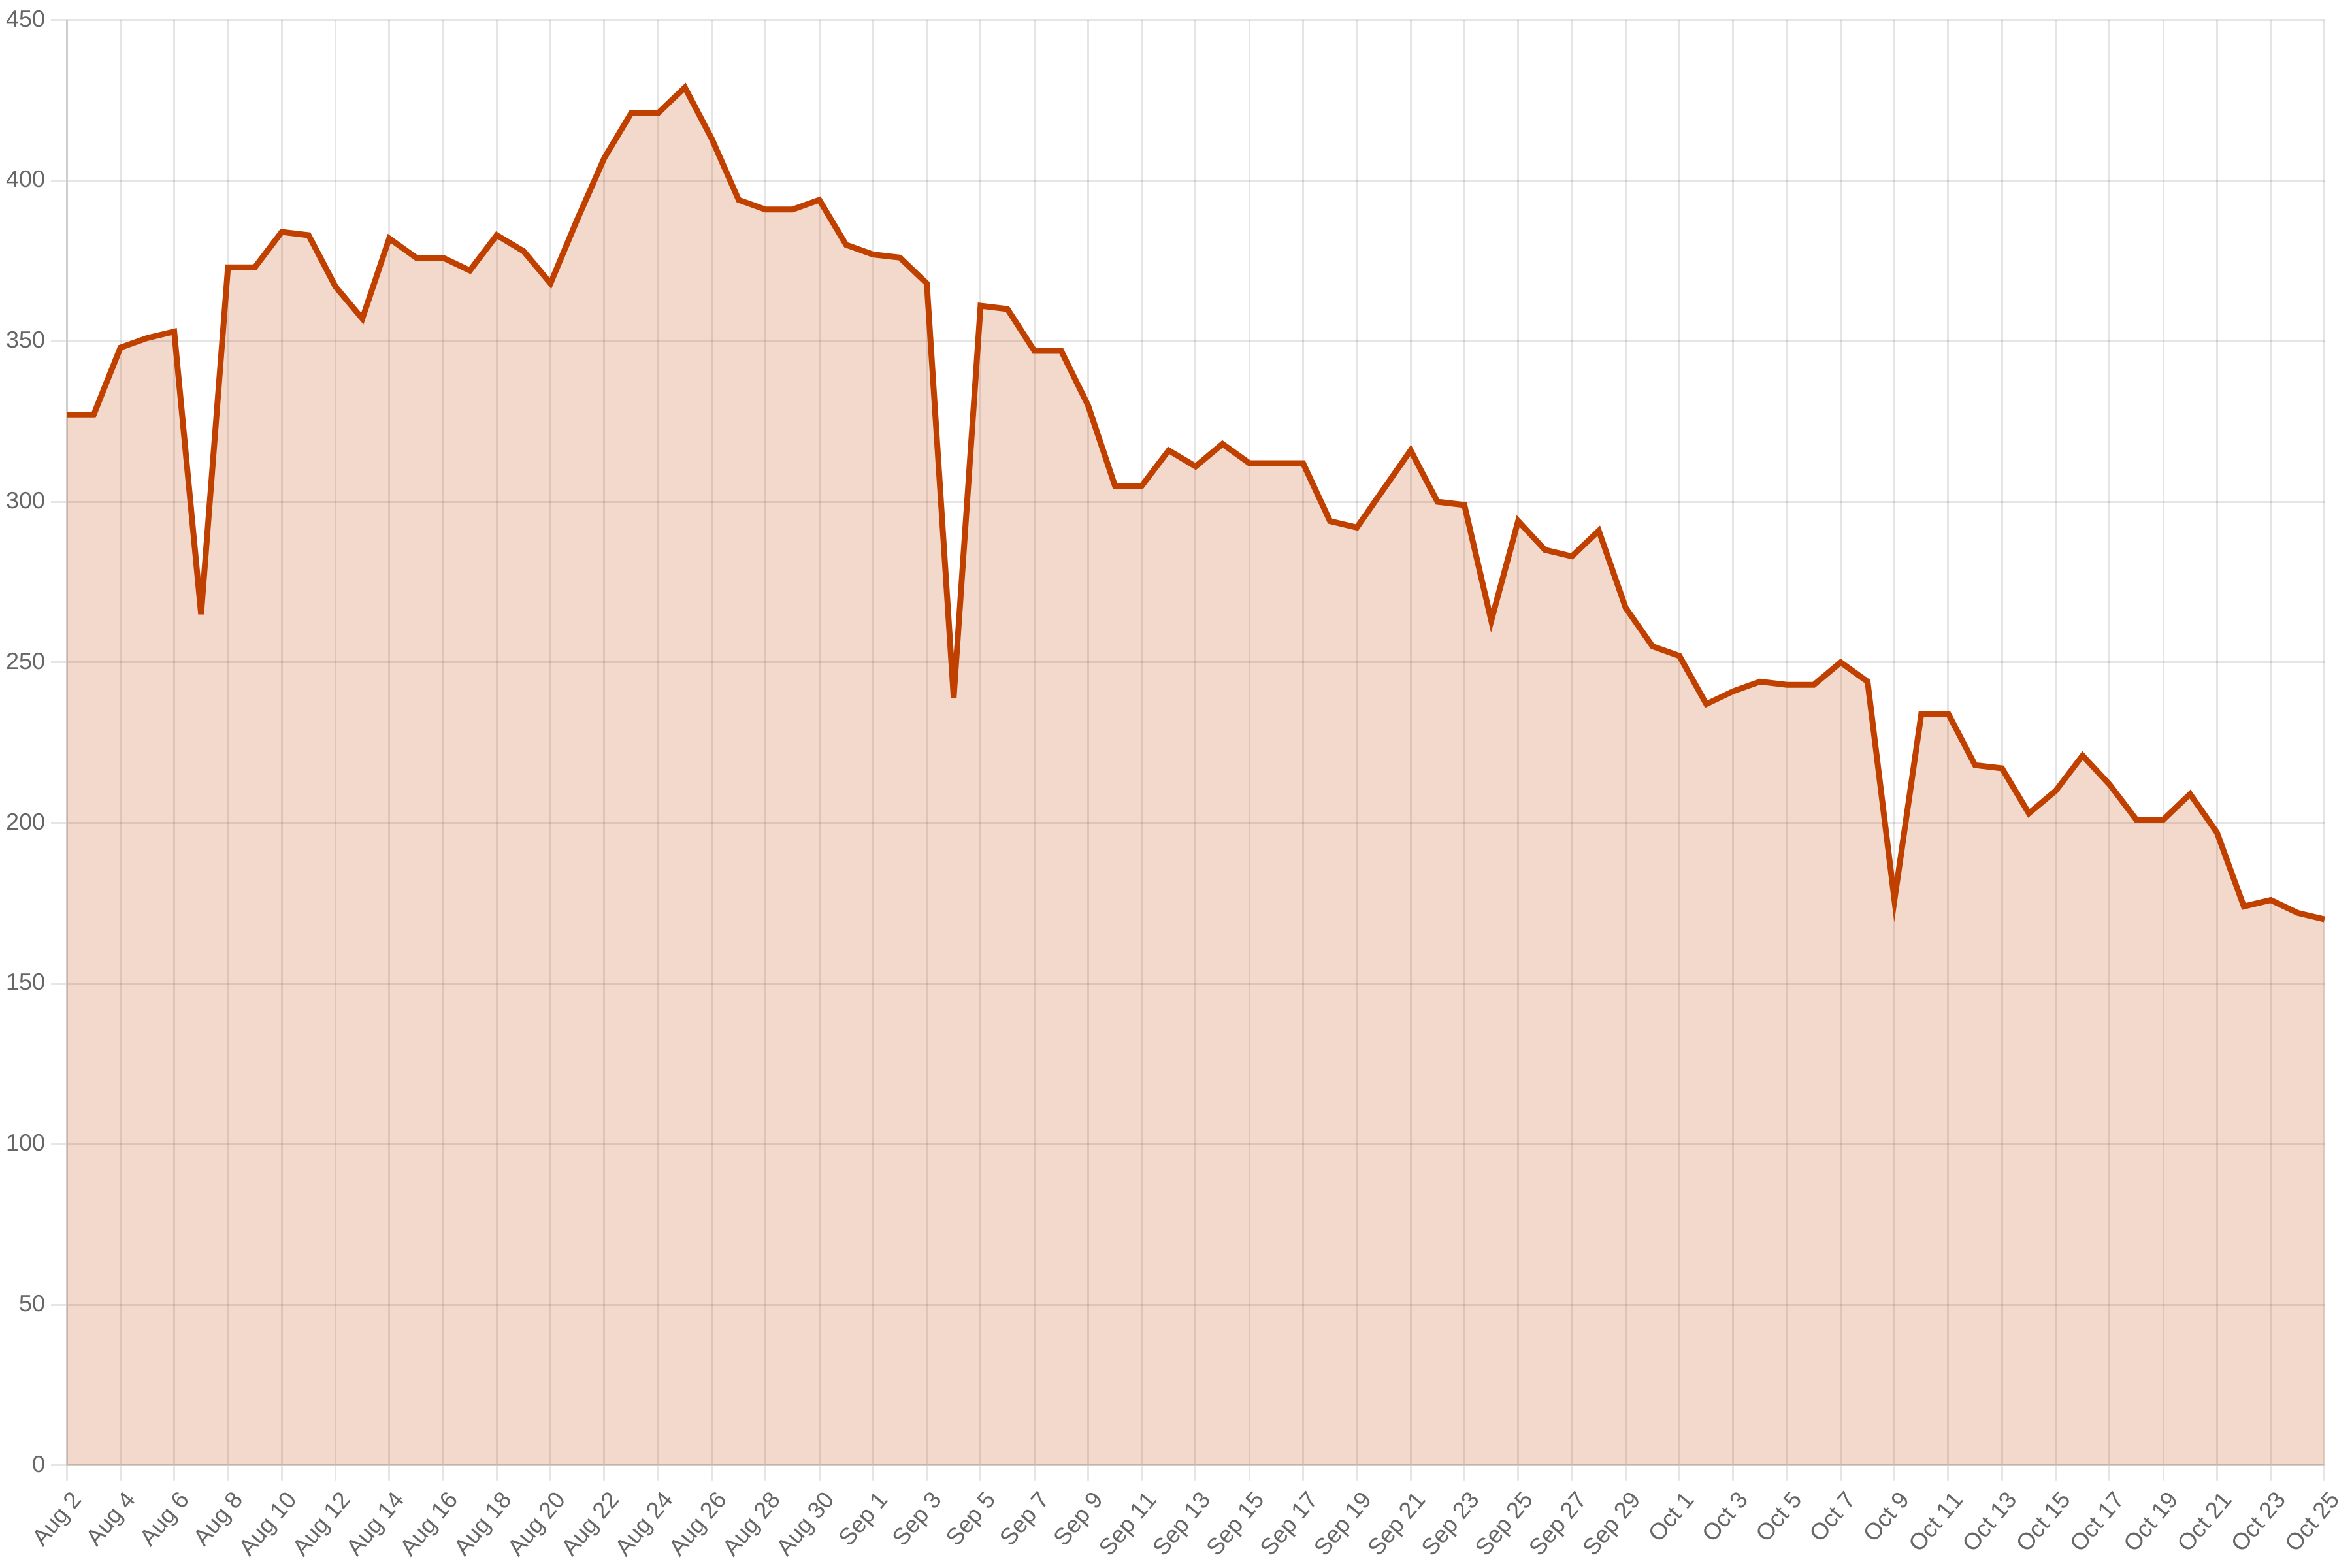 450
400
350
300
250
200
150
100
50
0
Aug 2
Aug 4
Aug 6
Aug 8
Aug 10
Aug 12
Aug 14
Aug 16
Aug 18
Aug 20
Aug 22
Aug 24
Aug 26
Aug 28
Aug 30
Sep 1
Sep 3
Sep 5
Sep 7
Sep 9
Sep 11
Sep 13
Sep 15
Sep 17
Sep 19
Sep 21
Sep 23
Sep 25
Sep 27
Sep 29
Oct 1
Oct 3
Oct 5
Oct 7
Oct 9
Oct 11
Oct 13
Oct 15
Oct 17
Oct 19
Oct 21
Oct 23
Oct 25